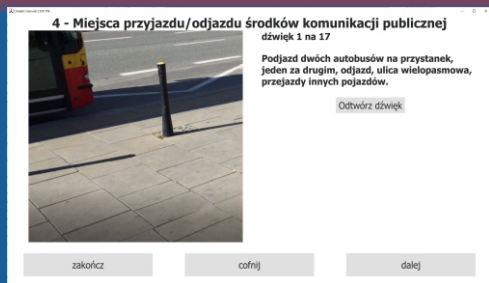 4 - Miejsca przyjazdu/odjazdu środków komunikacji publicznej
dźwięk 1 na 17
Podjazd dwóch autobusów na przystanek,
jeden za drugim, odjazd, ulica wielopasmowa,
przejazdy innych pojazdów.
Odtwórz dźwięk
zakończ
cofnij
dalej